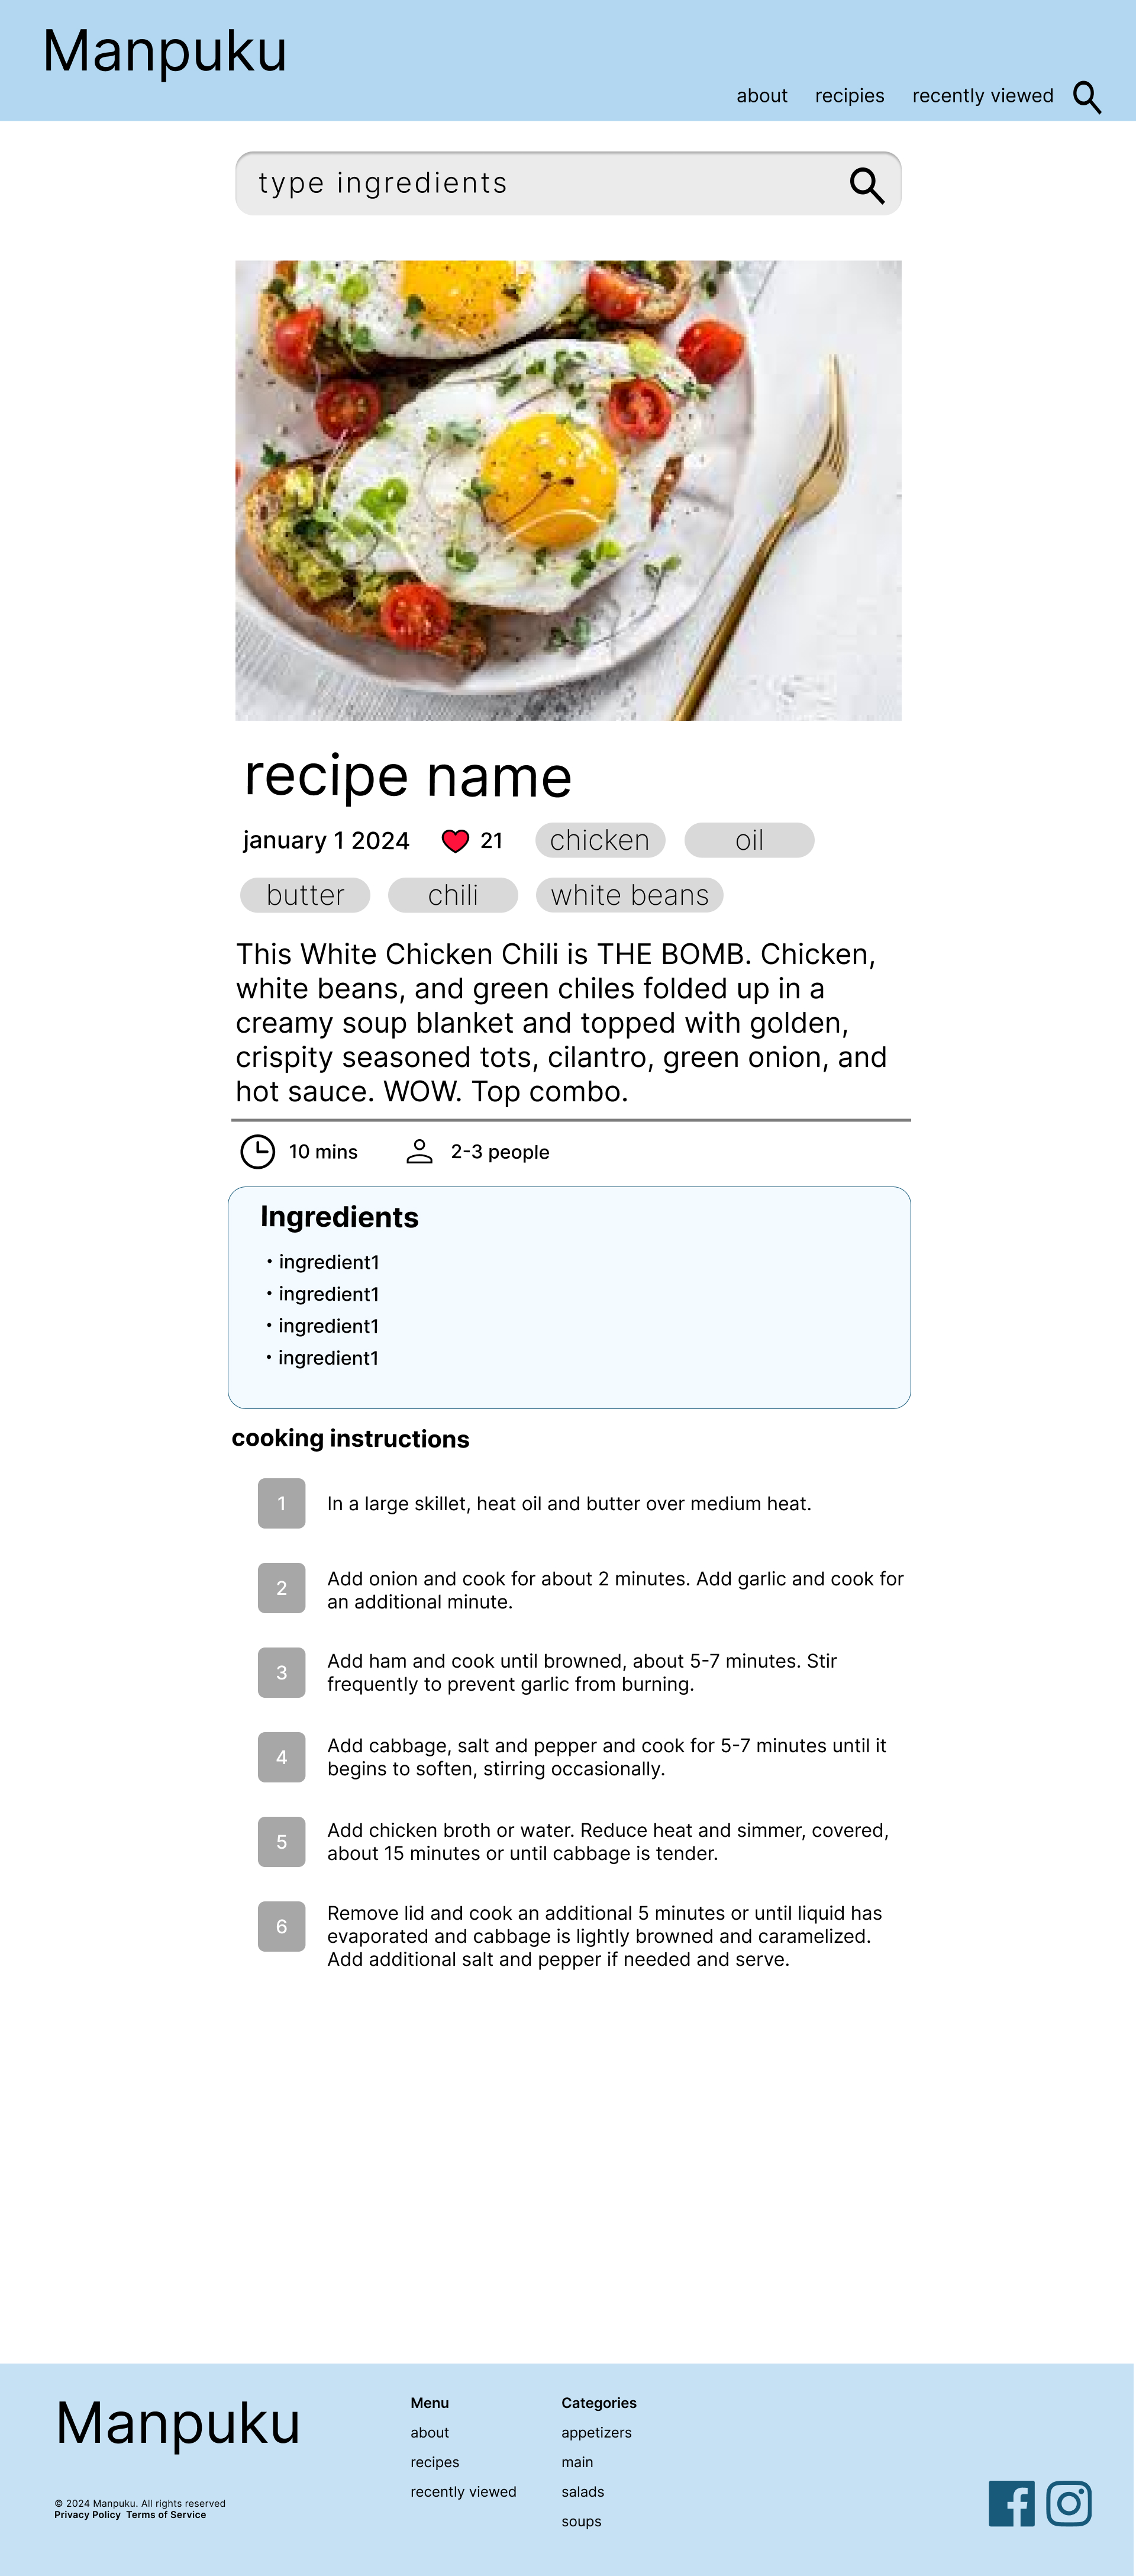 Manpuku
about recipies recently viewed
type ingredients
recipe name
january 1 2024 21 chicken oil
butter chili white beans
This White Chicken Chili is THE BOMB. Chicken,
white beans, and green chiles folded up in a
creamy soup blanket and topped with golden,
crispity seasoned tots, cilantro, green onion, and
hot sauce. WOW. Top combo.
10 mins 2-3 people
Ingredients
・ingredient1
・ingredient1
・ingredient1
・ingredient1
cooking instructions
1 In a large skillet, heat oil and butter over medium heat.
2 Add onion and cook for about 2 minutes. Add garlic and cook for
an additional minute.
3 Add ham and cook until browned, about 5-7 minutes. Stir
frequently to prevent garlic from burning.
4 Add cabbage, salt and pepper and cook for 5-7 minutes until it
begins to soften, stirring occasionally.
5 Add chicken broth or water. Reduce heat and simmer, covered,
about 15 minutes or until cabbage is tender.
6 Remove lid and cook an additional 5 minutes or until liquid has
evaporated and cabbage is lightly browned and caramelized.
Add additional salt and pepper if needed and serve.
Manpuku
© 2024 Manpuku. All rights reserved
Privacy Policy Terms of Service
Menu
about
recipes
recently viewed
Categories
appetizers
main
salads
soups